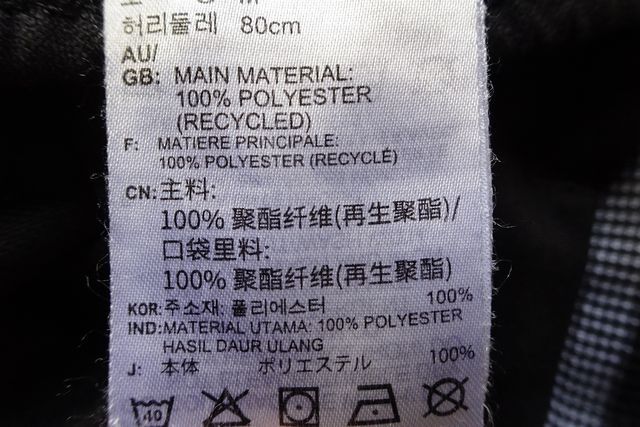 허리둘레 80cm
AU/
GB: MAIN MATERIAL:
100% POLYESTER
(RECYCLED)
F: MATIERE PRINCIPALE:
100% POLYESTER (RECYCLÉ)
CN: 主料:
100% 聚酯纤维(再生聚酯)/
口袋里料:
100% 聚酯纤维(再生聚酯)
KOR: 주소재: 폴리에스터 100%
IND: MATERIAL UTAMA: 100% POLYESTER
HASIL DAUR ULANG
J: 本体 ポリエステル 100%
40